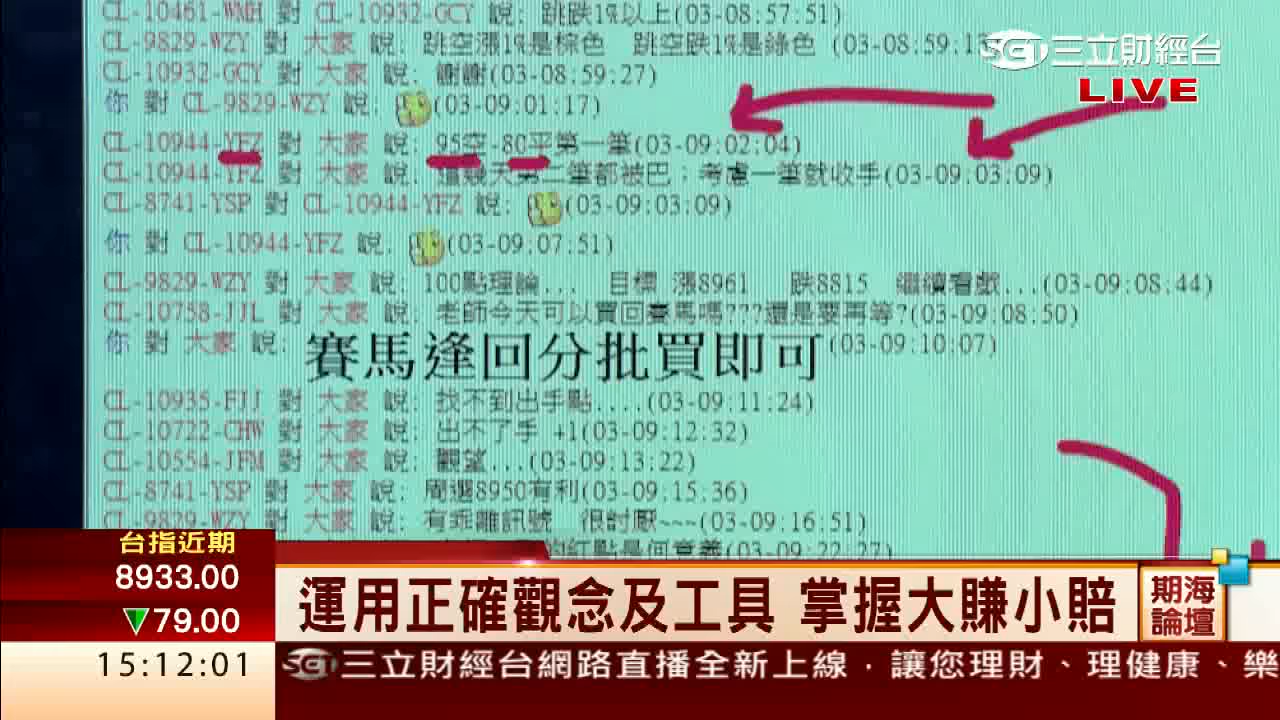 CL-10461-WMH 對 CL-10932-GCY 說: 跳跌1%以上(03-08:57:51)
CL-9829-WZY 對 大家 說: 跳空漲1%是棕色 跳空跌1%是綠色 (03-08:59:13
CL-10932-GCY 對 大家 說: 謝謝(03-08:59:27)
你 對 CL-9829-WZY 說: (03-09:01:17)
CL-10944-YFZ 對 大家 說: 95空-80平第一筆(03-09:02:04)
CL-10944-YFZ 對 大家 說: 這幾天第二筆都被巴;考慮一筆就收手(03-09:03:09)
CL-8741-YSP 對 CL-10944-YFZ 說: (03-09:03:09)
你 對 CL-10944-YFZ 說: (03-09:07:51)
CL-9829-WZY 對 大家 說: 100點理論... 目標 漲8961 跌8815 繼續看戲...(03-09:08:44)
CL-10758-JJL 對 大家 說: 老師今天可以買回賽馬嗎???還是要再等?(03-09:08:50)
你 對 大家 說: 賽馬逢回分批買即可(03-09:10:07)
CL-10935-FJJ 對 大家 說: 找不到出手點....(03-09:11:24)
CL-10722-CHW 對 大家 說: 出不了手 +1(03-09:12:32)
CL-10554-JFM 對 大家 說: 觀望...(03-09:13:22)
CL-8741-YSP 對 大家 說: 周選8950有利(03-09:15:36)
CL-9829-WZY 對 大家 說: 有乖離訊號 很討厭~~~(03-09:16:51)
的紅點是何意義(03-09:22:27)
SGT 三立財經台
LIVE
台指近期
8933.00
▼79.00
15:12:01
運用正確觀念及工具 掌握大賺小賠
期海論壇
SGT 三立財經台網路直播全新上線,讓您理財、理健康、樂